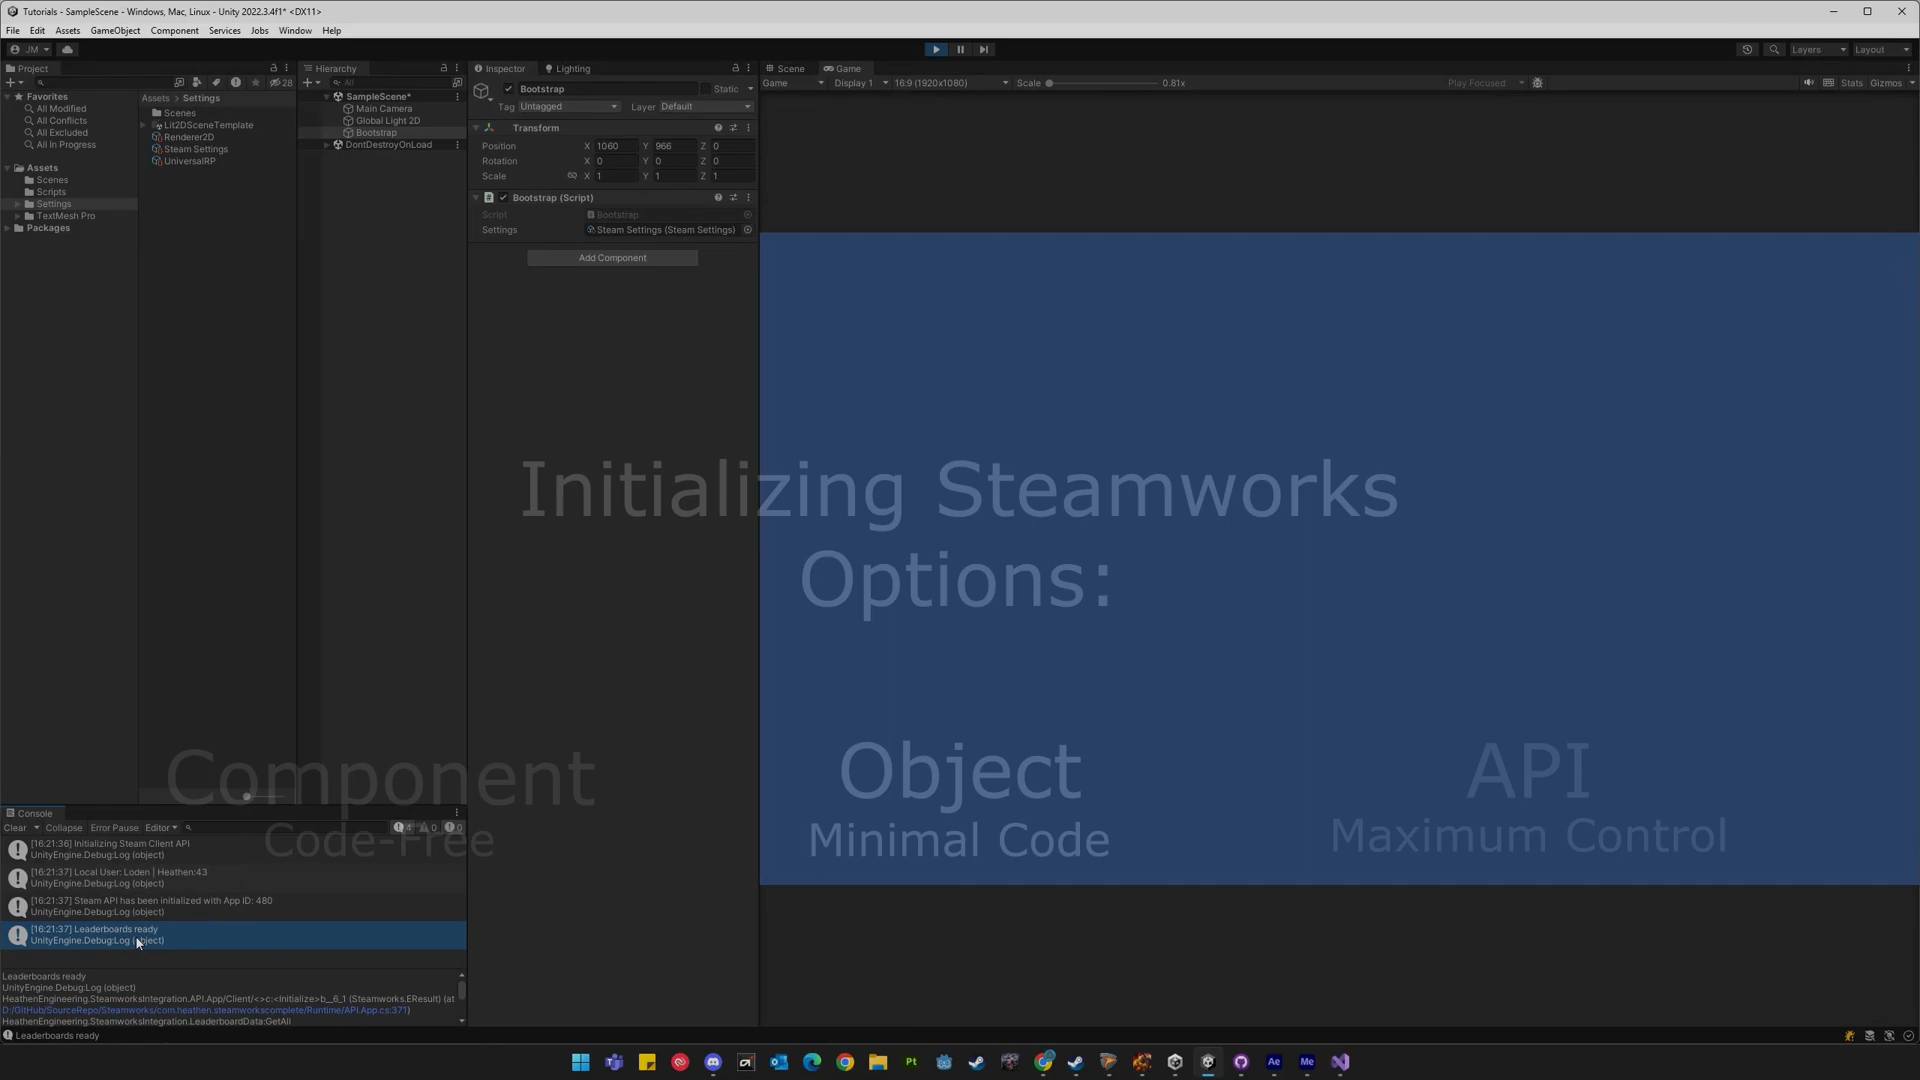 Tutorials - SampleScene - Windows, Mac, Linux - Unity 2022.3.4f1* <DX11>
File Edit Assets GameObject Component Services Jobs Window Help
JM
Layers Layout
Project
28
Favorites
All Modified
All Conflicts
All Excluded
All In Progress
Assets
Scenes
Scripts
Settings
TextMesh Pro
Packages
Assets > Settings
Scenes
Lit2DSceneTemplate
Renderer2D
Steam Settings
UniversalRP
Hierarchy
All
SampleScene*
Main Camera
Global Light 2D
Bootstrap
DontDestroyOnLoad
Inspector Lighting
Bootstrap Static
Tag Untagged Layer Default
Transform
Position X 1060 Y 966 Z 0
Rotation X 0 Y 0 Z 0
Scale X 1 Y 1 Z 1
Bootstrap (Script)
Script Bootstrap
Settings Steam Settings (Steam Settings)
Add Component
Scene Game
Game Display 1 16:9 (1920x1080) Scale 0.81x Play Focused Stats Gizmos
Initializing Steamworks
Options:
Component
Code-Free
Object
Minimal Code
API
Maximum Control
Console
Clear Collapse Error Pause Editor 4 0 0
[16:21:36] Initializing Steam Client API
UnityEngine.Debug:Log (object)
[16:21:37] Local User: Loden | Heathen:43
UnityEngine.Debug:Log (object)
[16:21:37] Steam API has been initialized with App ID: 480
UnityEngine.Debug:Log (object)
[16:21:37] Leaderboards ready
UnityEngine.Debug:Log (object)
Leaderboards ready
UnityEngine.Debug:Log (object)
HeathenEngineering.SteamworksIntegration.API.App/Client/<>c:<Initialize>b__6_1 (Steamworks.EResult) (at
D:/GitHub/SourceRepo/Steamworks/com.heathen.steamworkscomplete/Runtime/API.App.cs:371)
HeathenEngineering.SteamworksIntegration.LeaderboardData:GetAll
Leaderboards ready
Pt
Ae
Me